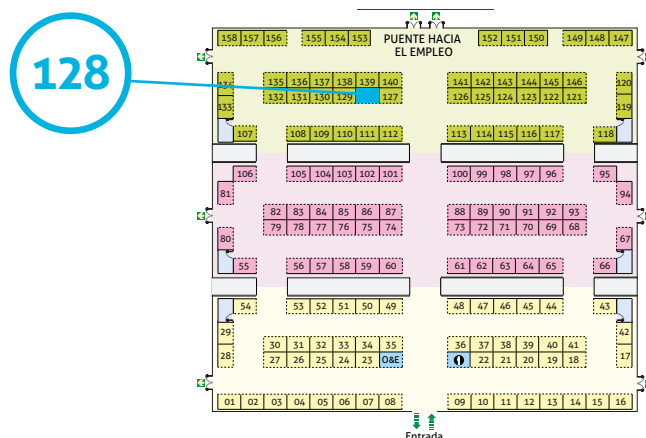 128
158 157 156 155 154 153 PUENTE HACIA EL EMPLEO 152 151 150 149 148 147
135 136 137 138 139 140 141 142 143 144 145 146
134 132 131 130 129 127 126 125 124 123 122 121 120
133 119
107 108 109 110 111 112 113 114 115 116 117 118
106 105 104 103 102 101 100 99 98 97 96 95
81 94
82 83 84 85 86 87 88 89 90 91 92 93
79 78 77 76 75 74 73 72 71 70 69 68
80 67
55 56 57 58 59 60 61 62 63 64 65 66
54 53 52 51 50 49 48 47 46 45 44 43
29 42
30 31 32 33 34 35 36 37 38 39 40 41
28 27 26 25 24 23 O&E 22 21 20 19 18 17
01 02 03 04 05 06 07 08 09 10 11 12 13 14 15 16
Entrada